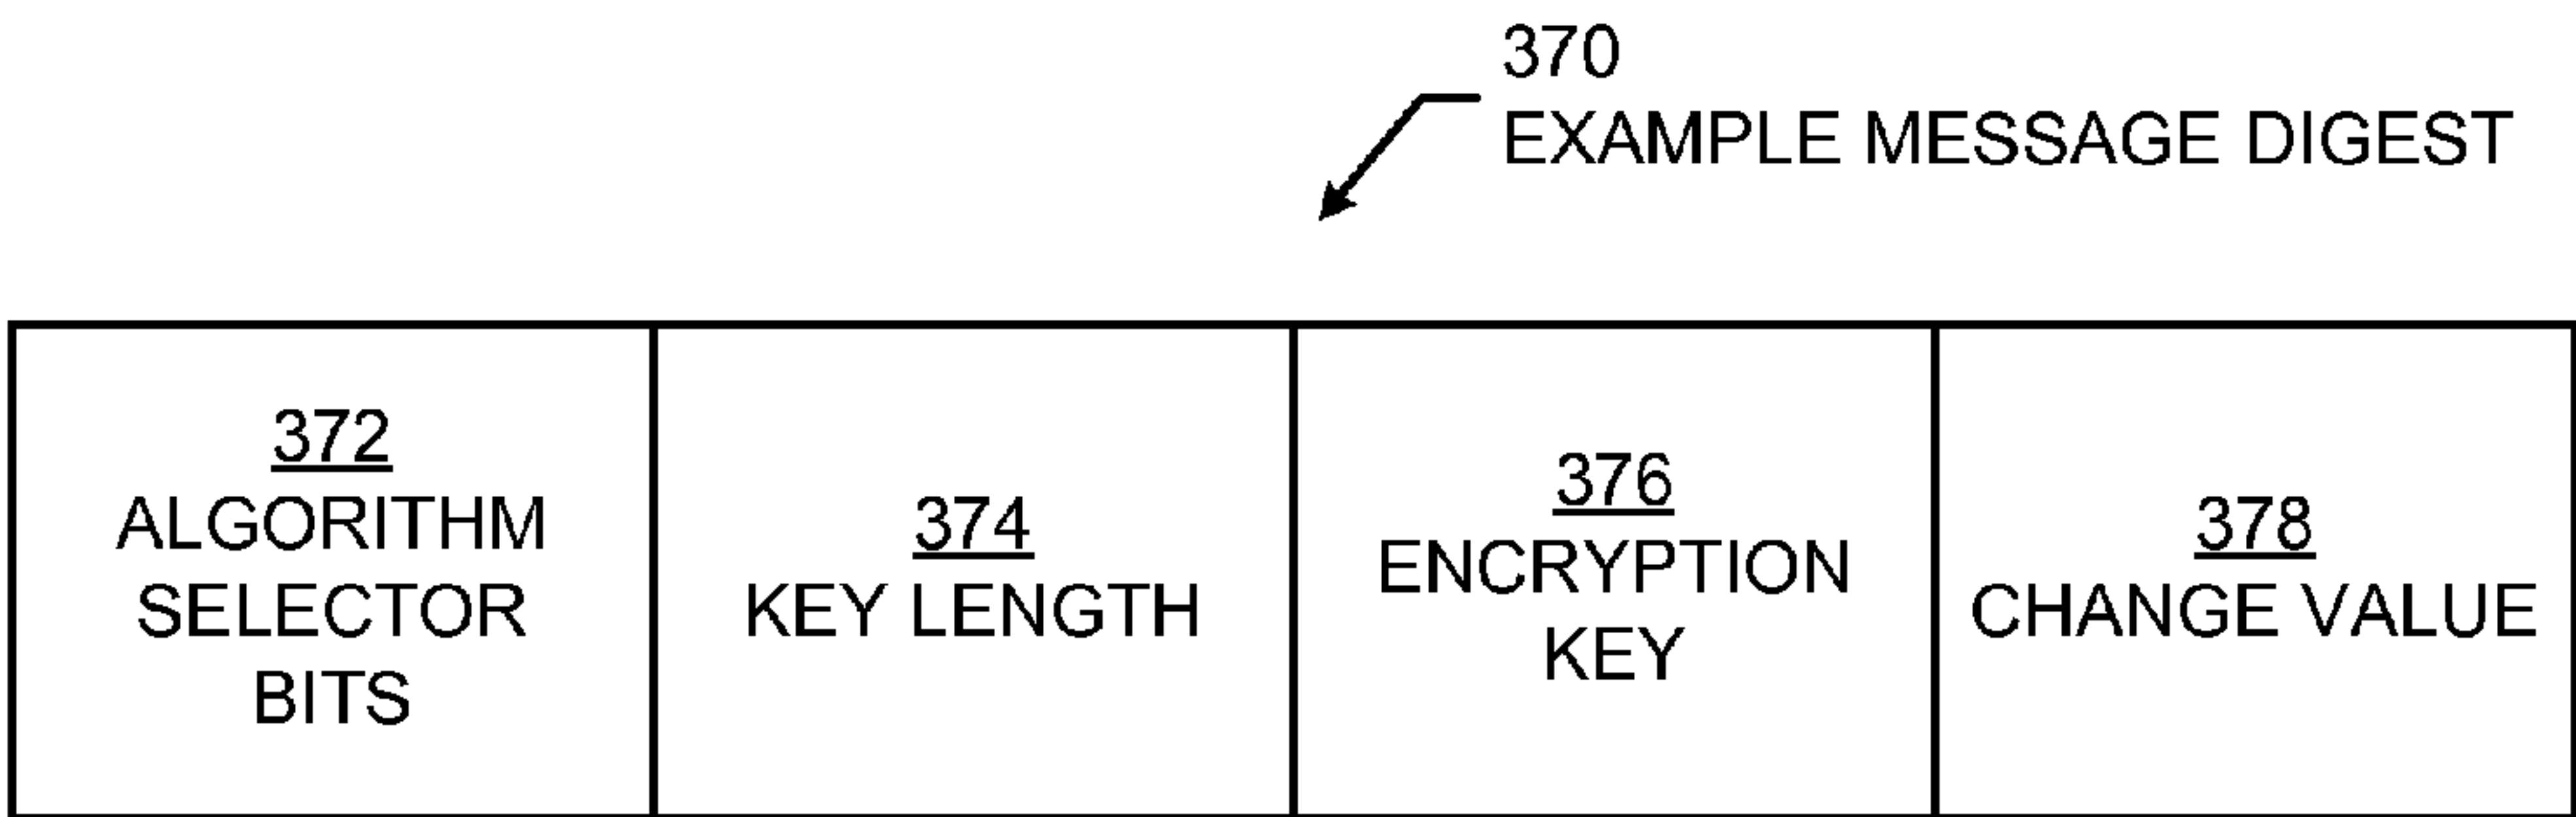 370
EXAMPLE MESSAGE DIGEST
372
ALGORITHM
SELECTOR
BITS
374
KEY LENGTH
376
ENCRYPTION
KEY
378
CHANGE VALUE